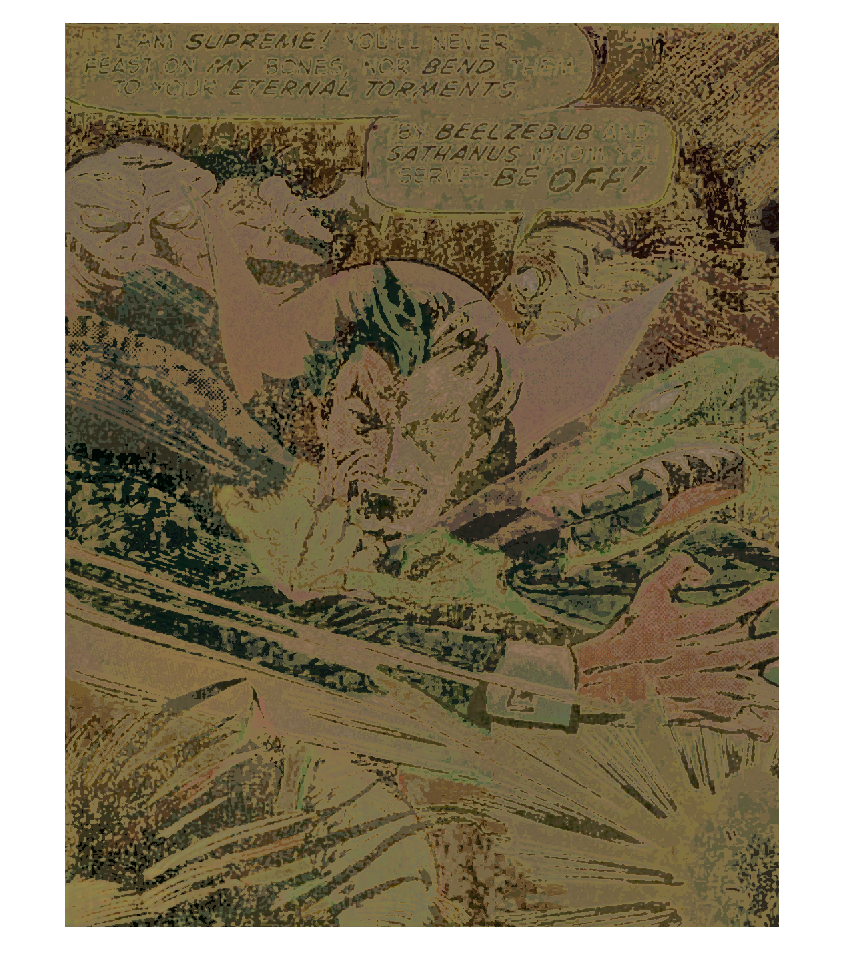 I AM SUPREME! YOU'LL NEVER
FEAST ON MY BONES, NOR BEND THEM
TO YOUR ETERNAL TORMENTS.
BY BEELZEBUB AND
SATHANUS WHOM YOU
SERVE-- BE OFF!